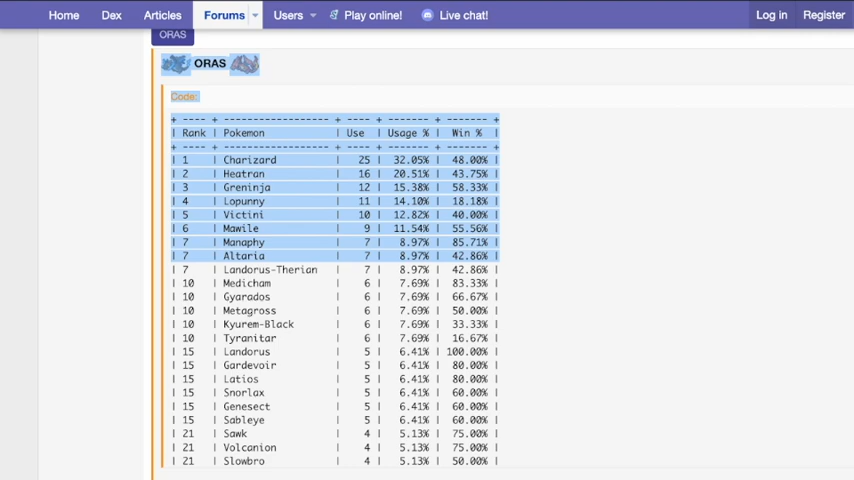 Home Dex Articles Forums Users Play online! Live chat! Log in Register
ORAS
ORAS
Code:
+ ---- + ------------------ + ---- + ------- + ------- +
| Rank | Pokemon | Use | Usage % | Win % |
+ ---- + ------------------ + ---- + ------- + ------- +
| 1 | Charizard | 25 | 32.05% | 48.00% |
| 2 | Heatran | 16 | 20.51% | 43.75% |
| 3 | Greninja | 12 | 15.38% | 58.33% |
| 4 | Lopunny | 11 | 14.10% | 18.18% |
| 5 | Victini | 10 | 12.82% | 40.00% |
| 6 | Mawile | 9 | 11.54% | 55.56% |
| 7 | Manaphy | 7 | 8.97% | 85.71% |
| 7 | Altaria | 7 | 8.97% | 42.86% |
| 7 | Landorus-Therian | 7 | 8.97% | 42.86% |
| 10 | Medicham | 6 | 7.69% | 83.33% |
| 10 | Gyarados | 6 | 7.69% | 66.67% |
| 10 | Metagross | 6 | 7.69% | 50.00% |
| 10 | Kyurem-Black | 6 | 7.69% | 33.33% |
| 10 | Tyranitar | 6 | 7.69% | 16.67% |
| 15 | Landorus | 5 | 6.41% | 100.00% |
| 15 | Gardevoir | 5 | 6.41% | 80.00% |
| 15 | Latios | 5 | 6.41% | 80.00% |
| 15 | Snorlax | 5 | 6.41% | 60.00% |
| 15 | Genesect | 5 | 6.41% | 60.00% |
| 15 | Sableye | 5 | 6.41% | 60.00% |
| 21 | Sawk | 4 | 5.13% | 75.00% |
| 21 | Volcanion | 4 | 5.13% | 75.00% |
| 21 | Slowbro | 4 | 5.13% | 50.00% |